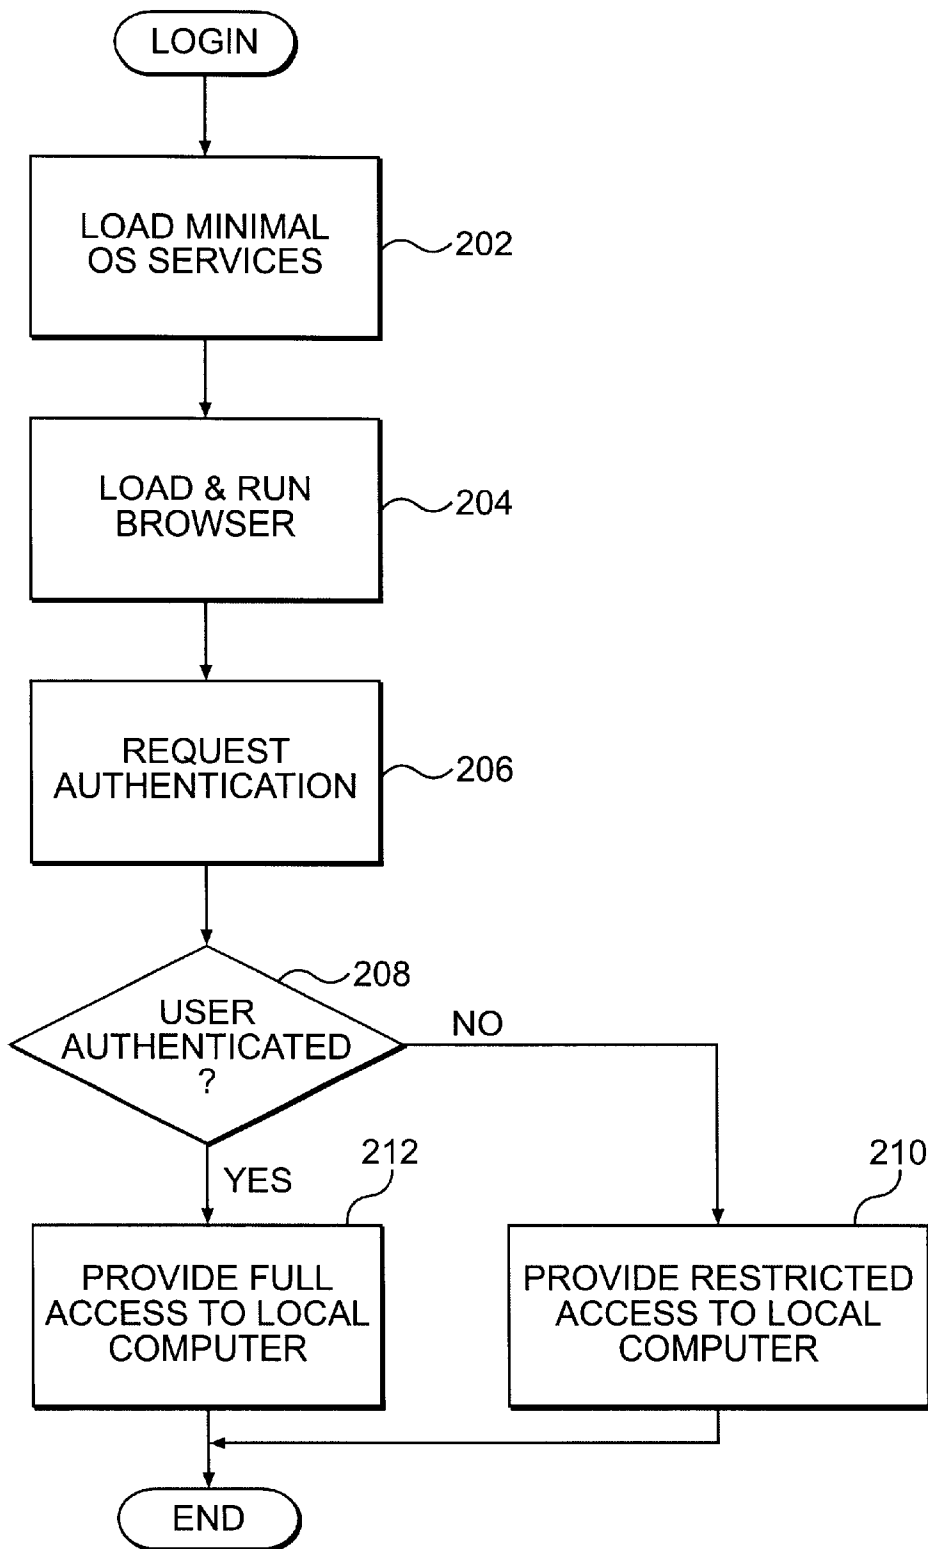 LOGIN
LOAD MINIMAL
OS SERVICES
202
LOAD & RUN
BROWSER
204
REQUEST
AUTHENTICATION
206
208
USER
AUTHENTICATED
?
NO
YES
212
210
PROVIDE FULL
ACCESS TO LOCAL
COMPUTER
PROVIDE RESTRICTED
ACCESS TO LOCAL
COMPUTER
END